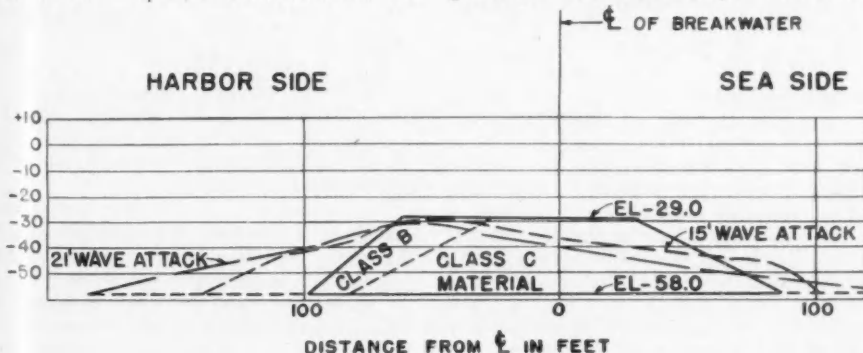 ℄ OF BREAKWATER
HARBOR SIDE
SEA SIDE
+10
0
-10
-20
-30
-40
-50
EL-29.0
21' WAVE ATTACK
15' WAVE ATTACK
CLASS B
CLASS C
MATERIAL
EL-58.0
100
0
100
DISTANCE FROM ℄ IN FEET